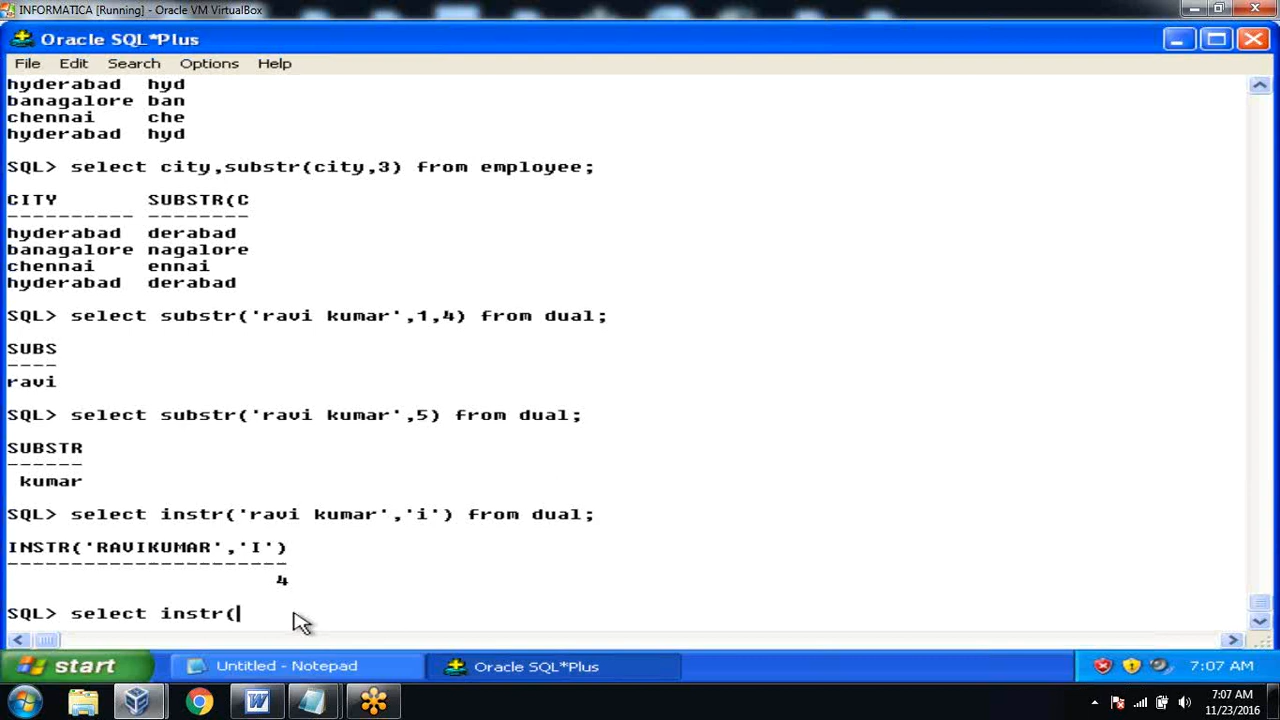 INFORMATICA [Running] - Oracle VM VirtualBox
Oracle SQL*Plus
File Edit Search Options Help
hyderabad hyd
banagalore ban
chennai che
hyderabad hyd
SQL> select city,substr(city,3) from employee;
CITY SUBSTR(C
---------- --------
hyderabad derabad
banagalore nagalore
chennai ennai
hyderabad derabad
SQL> select substr('ravi kumar',1,4) from dual;
SUBS
----
ravi
SQL> select substr('ravi kumar',5) from dual;
SUBSTR
------
kumar
SQL> select instr('ravi kumar','i') from dual;
INSTR('RAVIKUMAR','I')
----------------------
4
SQL> select instr(
start Untitled - Notepad Oracle SQL*Plus 7:07 AM
7:07 AM
11/23/2016